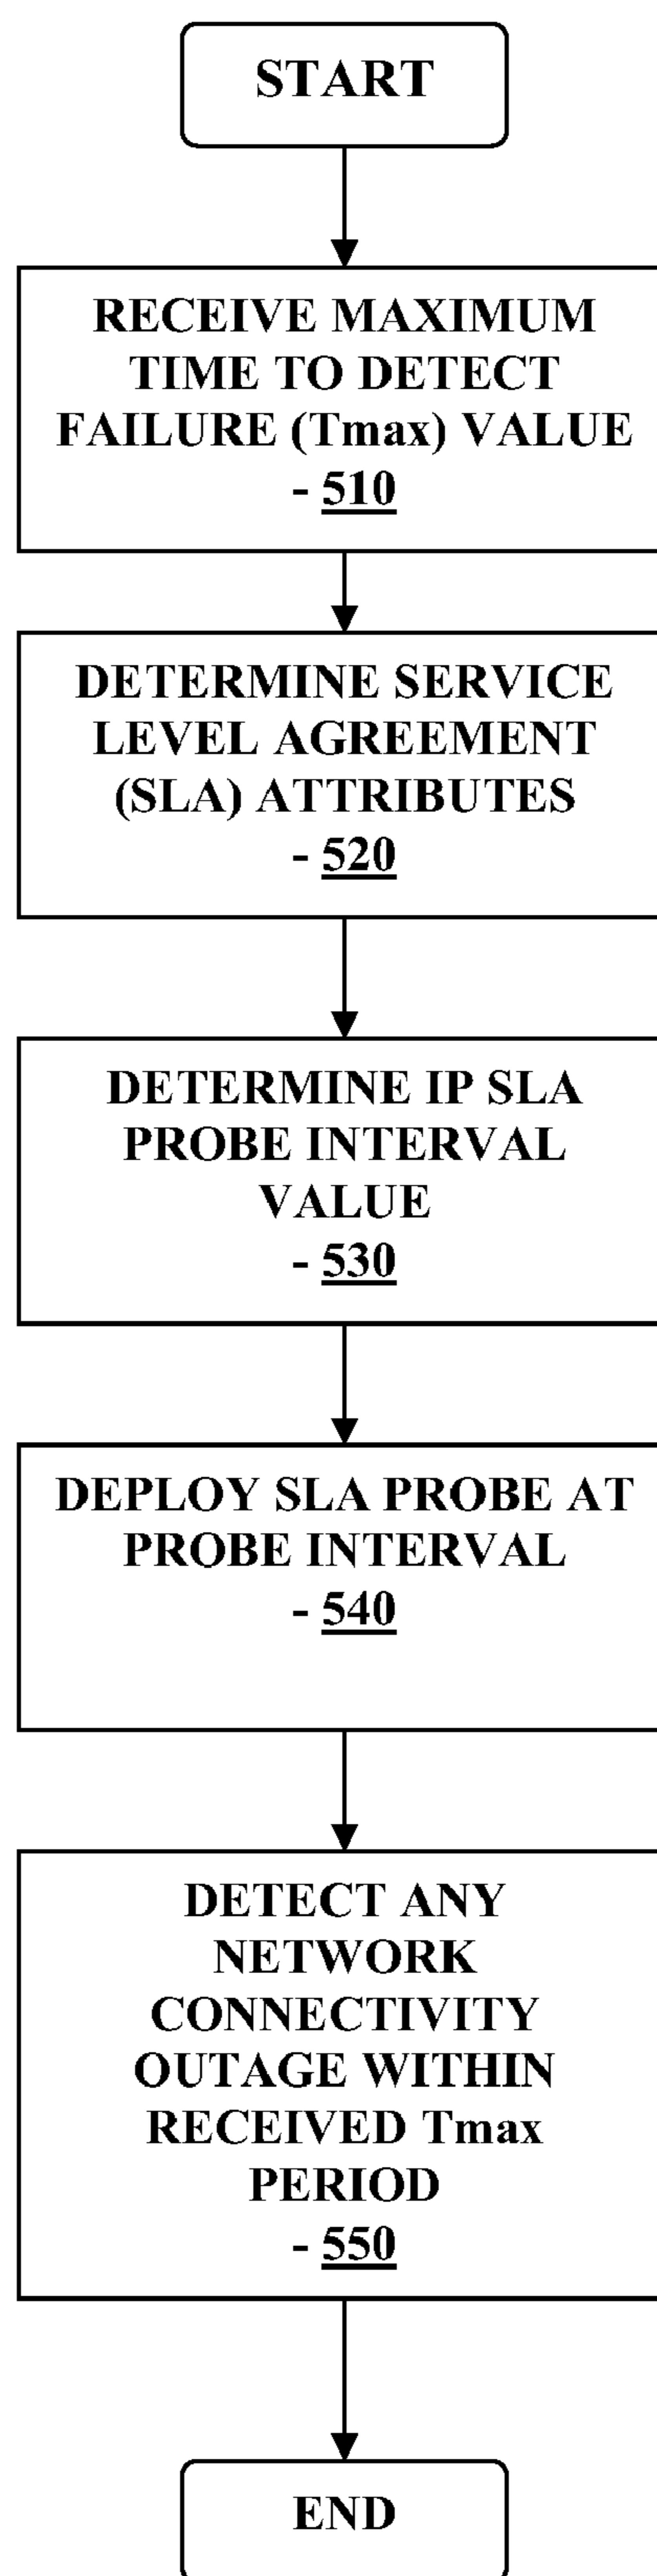 START
RECEIVE MAXIMUM
TIME TO DETECT
FAILURE (Tmax) VALUE
- 510
DETERMINE SERVICE
LEVEL AGREEMENT
(SLA) ATTRIBUTES
- 520
DETERMINE IP SLA
PROBE INTERVAL
VALUE
- 530
DEPLOY SLA PROBE AT
PROBE INTERVAL
- 540
DETECT ANY
NETWORK
CONNECTIVITY
OUTAGE WITHIN
RECEIVED Tmax
PERIOD
- 550
END